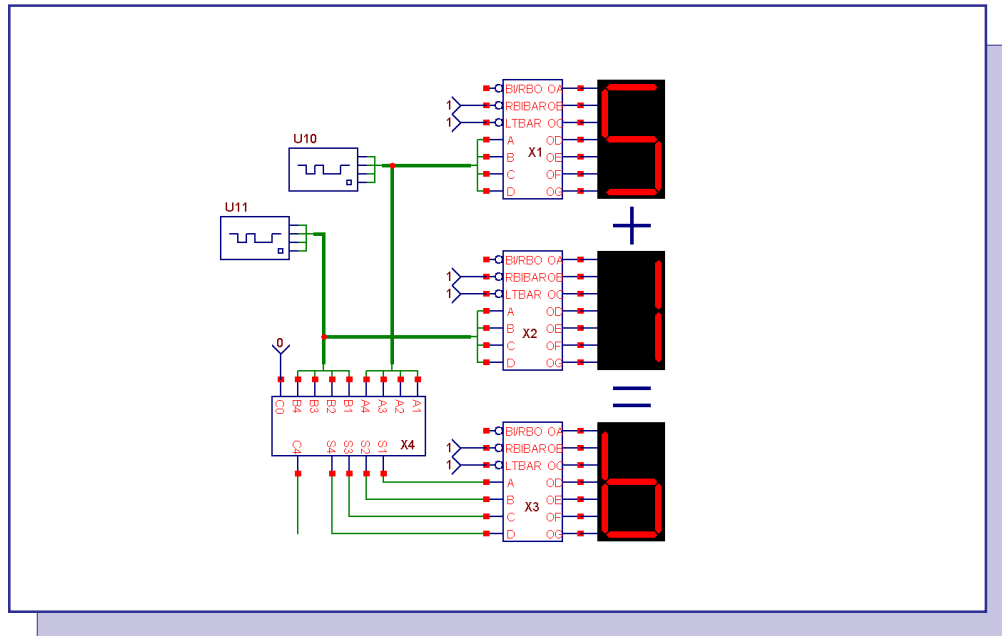 BI/RBO OA
1 RBIBAR OB
1 LTBAR OC
A OD
B X1 OE
C OF
D OG
U10
U11
+
BI/RBO OA
1 RBIBAR OB
1 LTBAR OC
A OD
B X2 OE
C OF
D OG
=
0
C0 B4 B3 B2 B1 A4 A3 A2 A1
C4 S4 S3 S2 S1 X4
BI/RBO OA
1 RBIBAR OB
1 LTBAR OC
A OD
B X3 OE
C OF
D OG
5
1
6